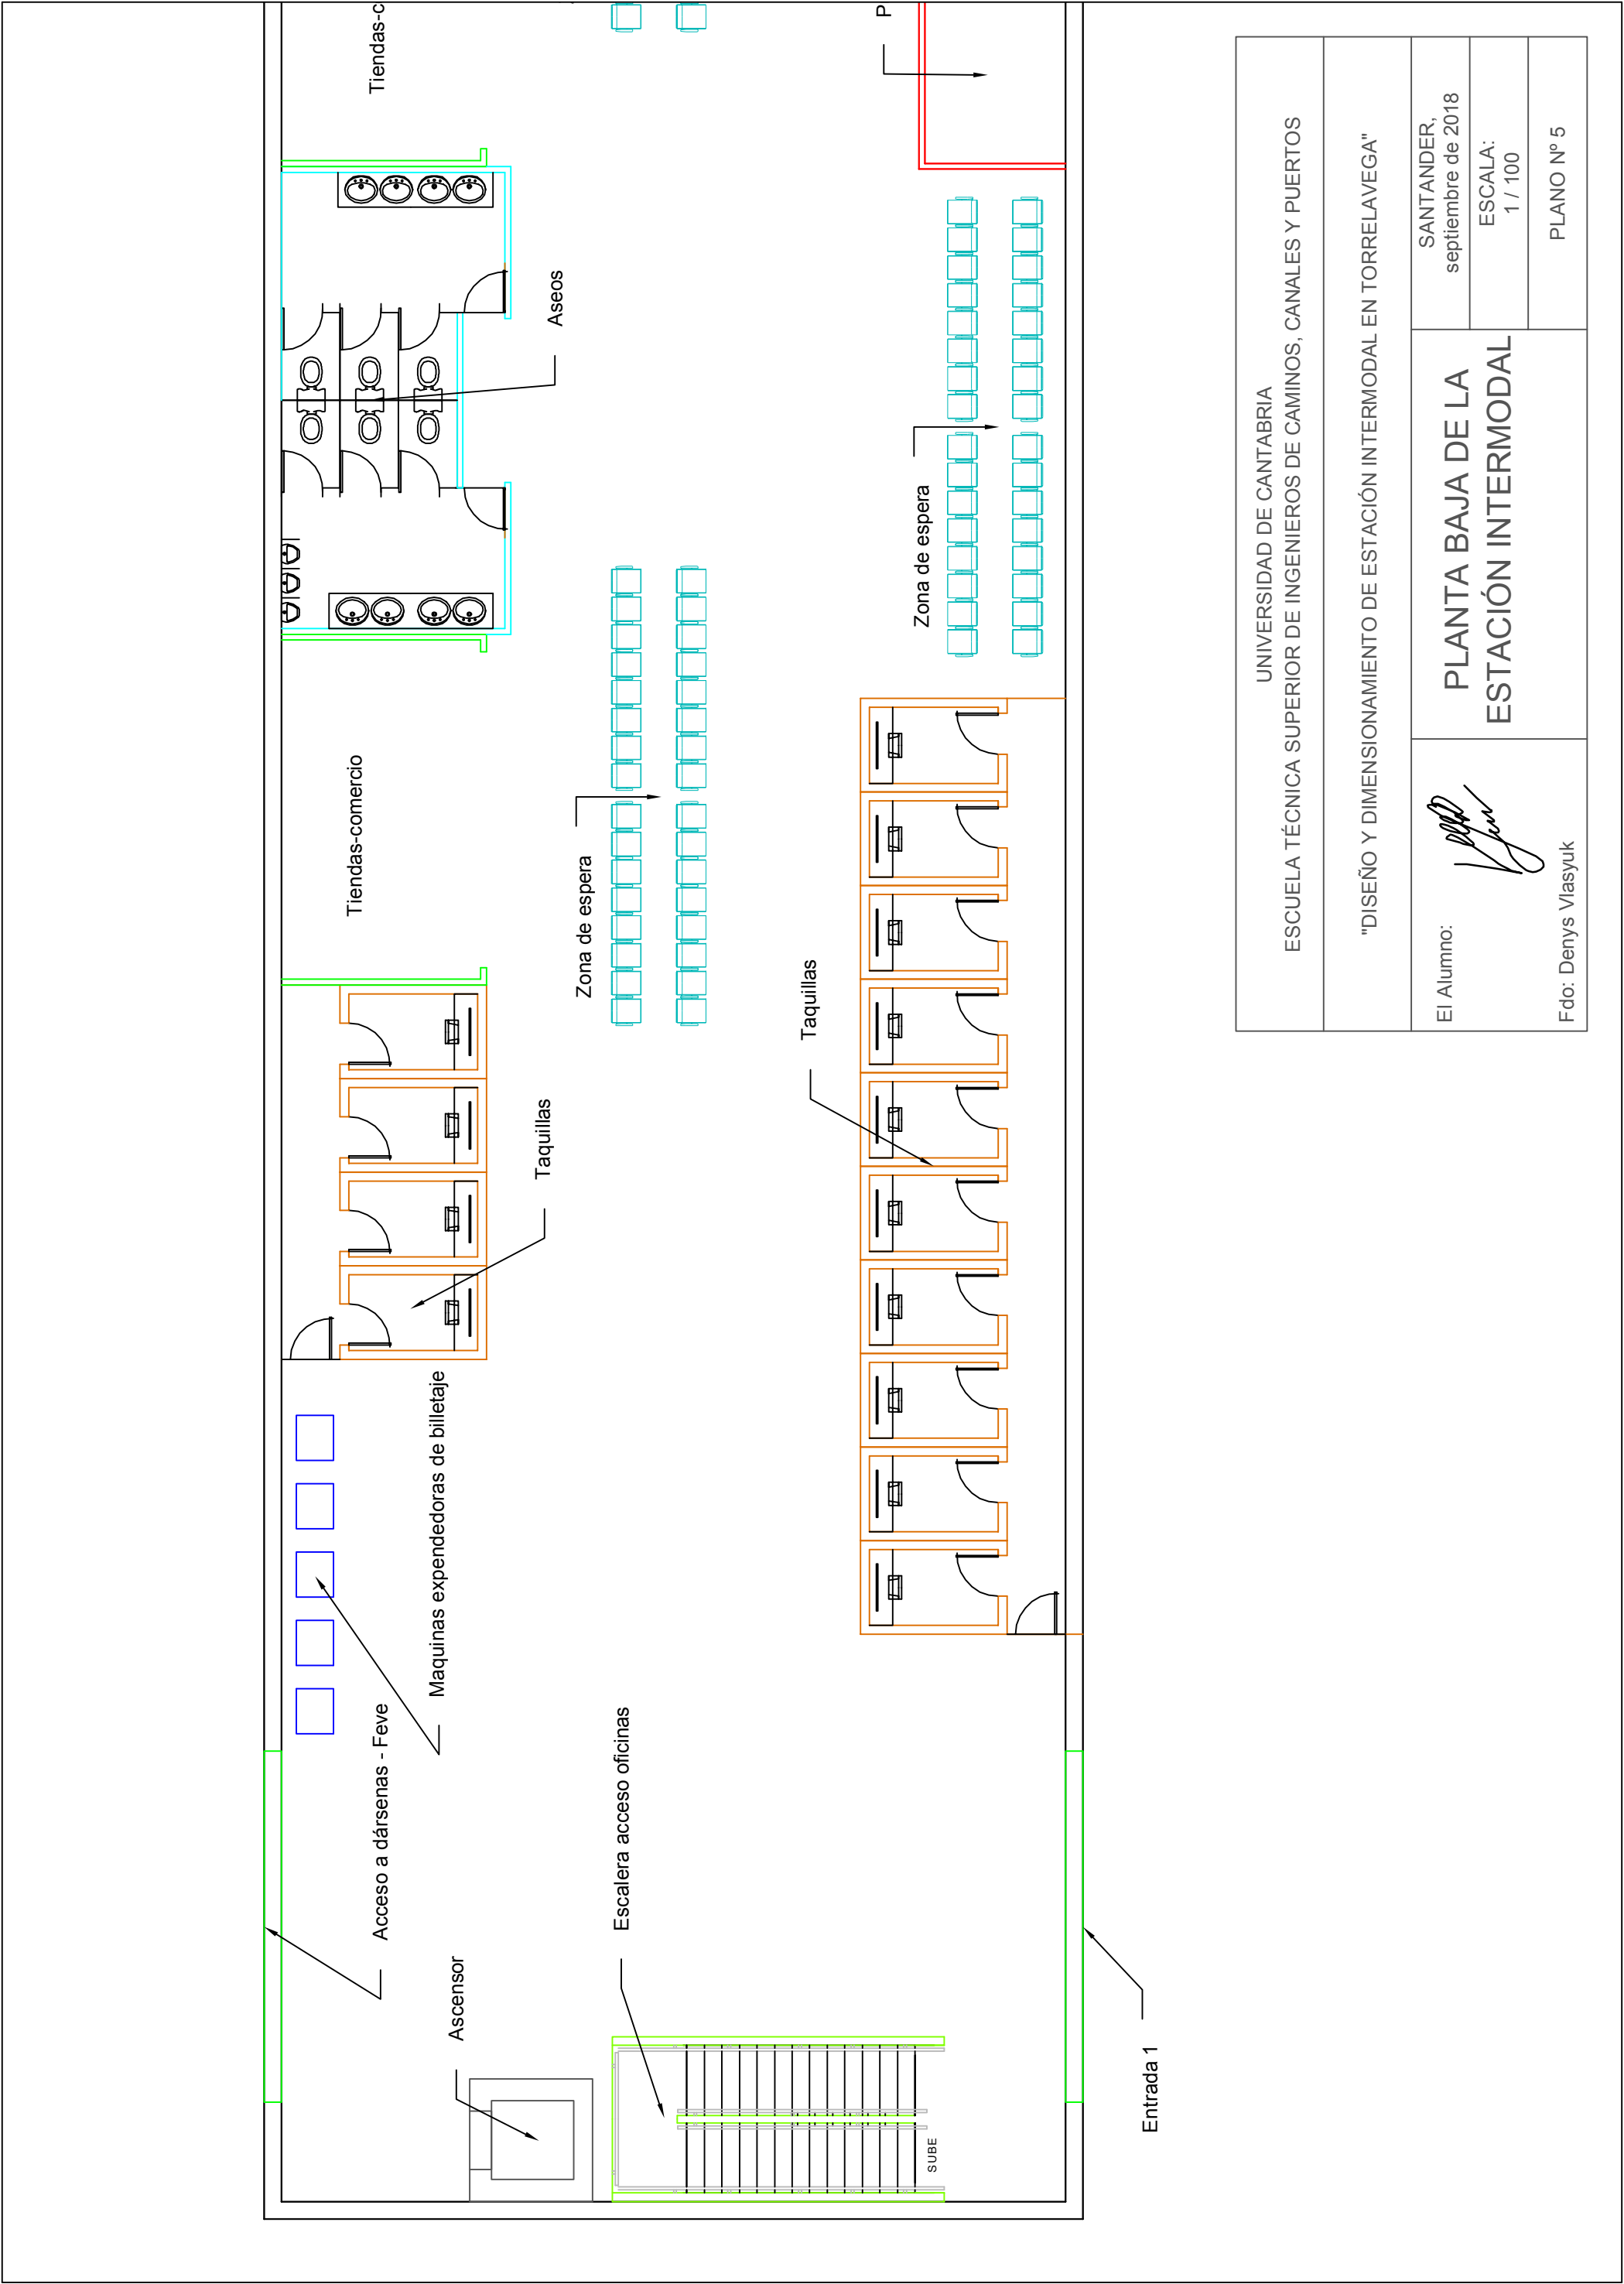 Tiendas-c
P
Aseos
Zona de espera
Tiendas-comercio
Zona de espera
Taquillas
Taquillas
Maquinas expendedoras de billetaje
Acceso a dársenas - Feve
Escalera acceso oficinas
Ascensor
SUBE
Entrada 1
UNIVERSIDAD DE CANTABRIA
ESCUELA TÉCNICA SUPERIOR DE INGENIEROS DE CAMINOS, CANALES Y PUERTOS
"DISEÑO Y DIMENSIONAMIENTO DE ESTACIÓN INTERMODAL EN TORRELAVEGA"
El Alumno:
Fdo: Denys Vlasyuk
PLANTA BAJA DE LA
ESTACIÓN INTERMODAL
SANTANDER,
septiembre de 2018
ESCALA:
1 / 100
PLANO Nº 5